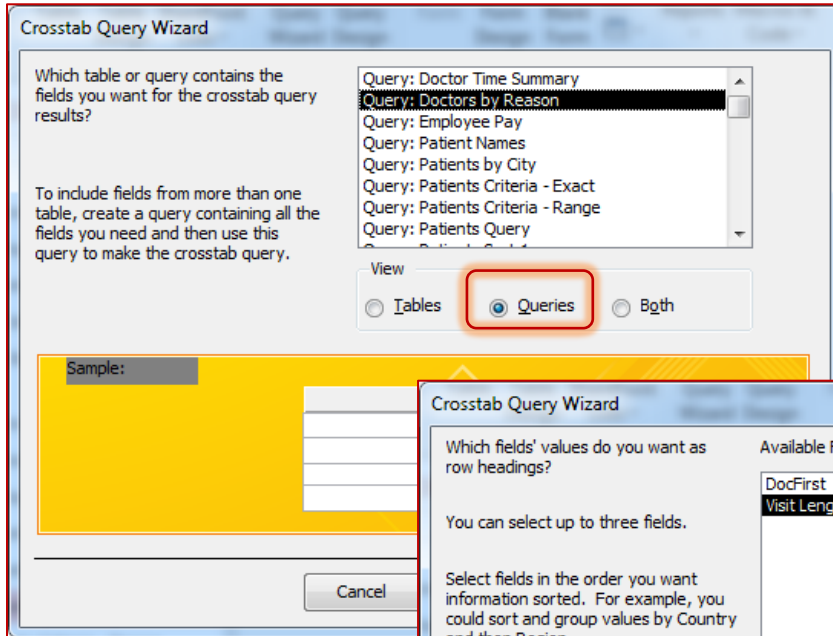 Crosstab Query Wizard
Which table or query contains the
fields you want for the crosstab query
results?
To include fields from more than one
table, create a query containing all the
fields you need and then use this
query to make the crosstab query.
Query: Doctor Time Summary
Query: Doctors by Reason
Query: Employee Pay
Query: Patient Names
Query: Patients by City
Query: Patients Criteria - Exact
Query: Patients Criteria - Range
Query: Patients Query
View
Tables
Queries
Both
Sample:
Cancel
Crosstab Query Wizard
Which fields' values do you want as
row headings?
You can select up to three fields.
Select fields in the order you want
information sorted. For example, you
could sort and group values by Country
and then Region.
Available F
DocFirst
Visit Leng